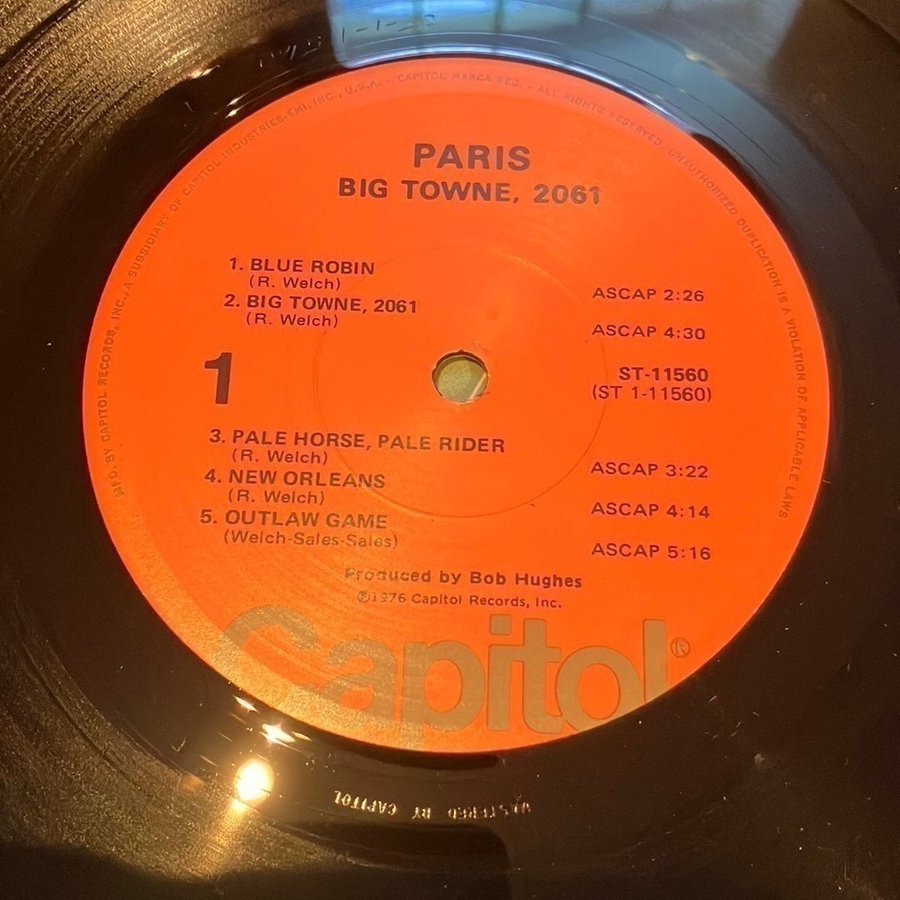 MFD. BY CAPITOL RECORDS, INC., A SUBSIDIARY OF CAPITOL INDUSTRIES-EMI, INC., U.S.A. • CAPITOL MARCA REG. • ALL RIGHTS RESERVED. UNAUTHORIZED DUPLICATION IS A VIOLATION OF APPLICABLE LAWS
PARIS
BIG TOWNE, 2061
1. BLUE ROBIN
(R. Welch)
ASCAP 2:26
2. BIG TOWNE, 2061
(R. Welch)
ASCAP 4:30
1
ST-11560
(ST 1-11560)
3. PALE HORSE, PALE RIDER
(R. Welch)
ASCAP 3:22
4. NEW ORLEANS
(R. Welch)
ASCAP 4:14
5. OUTLAW GAME
(Welch-Sales-Sales)
ASCAP 5:16
Produced by Bob Hughes
℗1976 Capitol Records, Inc.
Capitol®
MASTERED BY CAPITOL